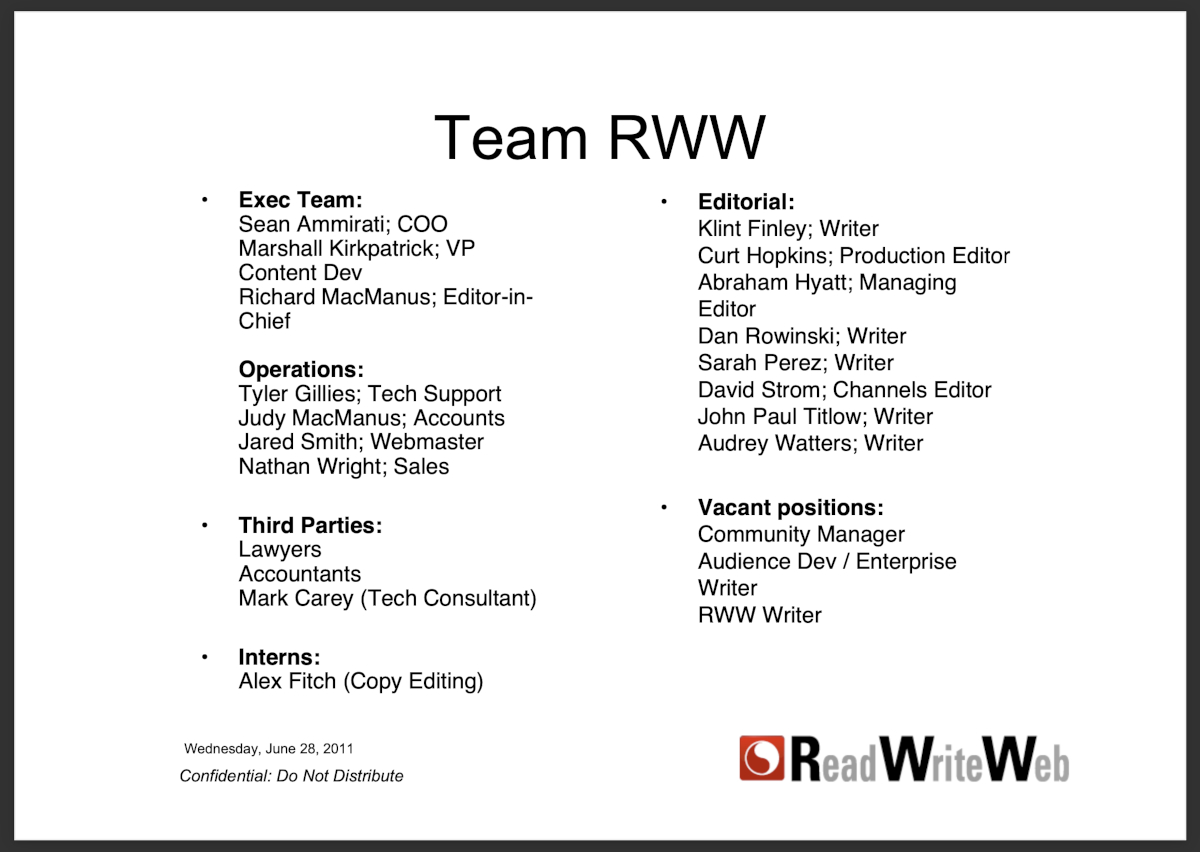 Team RWW
• Exec Team:
Sean Ammirati; COO
Marshall Kirkpatrick; VP
Content Dev
Richard MacManus; Editor-in-
Chief
Operations:
Tyler Gillies; Tech Support
Judy MacManus; Accounts
Jared Smith; Webmaster
Nathan Wright; Sales
• Third Parties:
Lawyers
Accountants
Mark Carey (Tech Consultant)
• Interns:
Alex Fitch (Copy Editing)
• Editorial:
Klint Finley; Writer
Curt Hopkins; Production Editor
Abraham Hyatt; Managing
Editor
Dan Rowinski; Writer
Sarah Perez; Writer
David Strom; Channels Editor
John Paul Titlow; Writer
Audrey Watters; Writer
• Vacant positions:
Community Manager
Audience Dev / Enterprise
Writer
RWW Writer
Wednesday, June 28, 2011
Confidential: Do Not Distribute
ReadWriteWeb